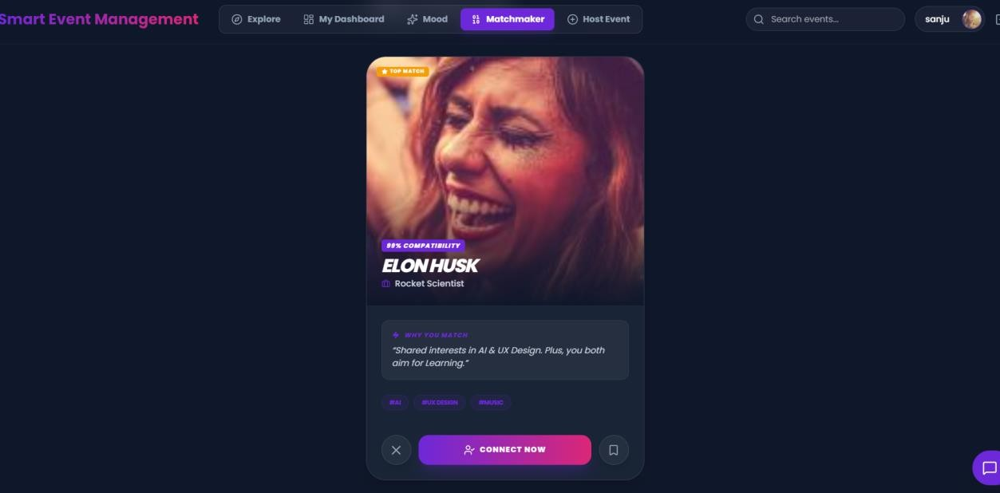 Smart Event Management
Explore
My Dashboard
Mood
Matchmaker
Host Event
Search events...
sanju
TOP MATCH
99% COMPATIBILITY
ELON HUSK
Rocket Scientist
WHY YOU MATCH
“Shared interests in AI & UX Design. Plus, you both
aim for Learning.”
#AI
#UX DESIGN
#MUSIC
CONNECT NOW